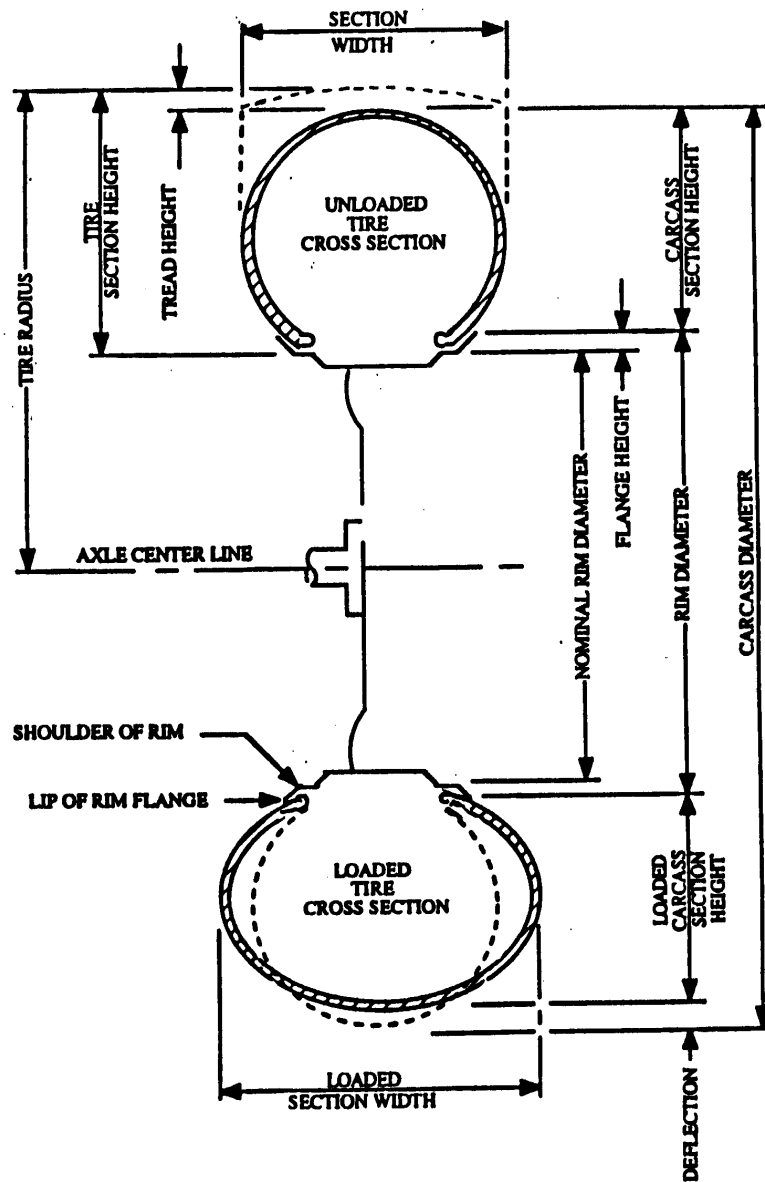 SECTION
WIDTH
TIRE RADIUS
TIRE
SECTION HEIGHT
TREAD HEIGHT
UNLOADED
TIRE
CROSS SECTION
CARCASS
SECTION HEIGHT
FLANGE HEIGHT
NOMINAL RIM DIAMETER
RIM DIAMETER
CARCASS DIAMETER
AXLE CENTER LINE
SHOULDER OF RIM
LIP OF RIM FLANGE
LOADED
TIRE
CROSS SECTION
LOADED
CARCASS
SECTION
HEIGHT
LOADED
SECTION WIDTH
DEFLECTION